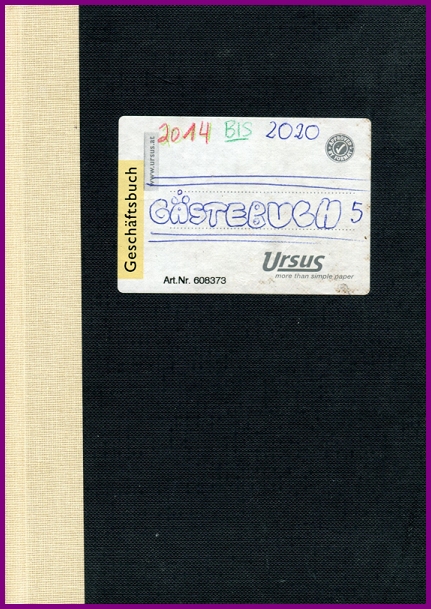 2014 BIS 2020
www.ursus.at
Geschäftsbuch
GÄSTEBUCH 5
Ursus
more than simple paper
Art.Nr. 608373